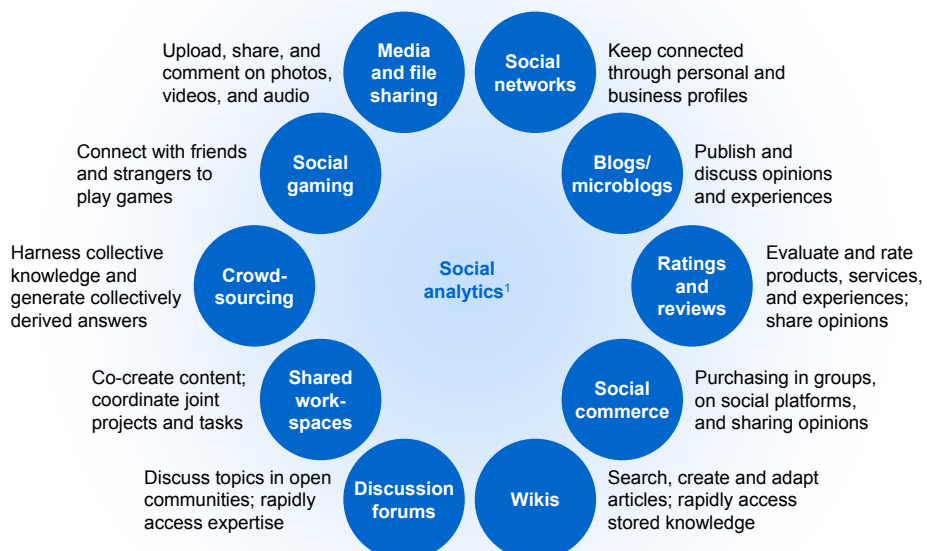 Upload, share, and
comment on photos,
videos, and audio
Media
and file
sharing
Social
networks
Keep connected
through personal and
business profiles
Connect with friends
and strangers to
play games
Social
gaming
Blogs/
microblogs
Publish and
discuss opinions
and experiences
Harness collective
knowledge and
generate collectively
derived answers
Crowd-
sourcing
Social
analytics¹
Ratings
and
reviews
Evaluate and rate
products, services,
and experiences;
share opinions
Co-create content;
coordinate joint
projects and tasks
Shared
work-
spaces
Social
commerce
Purchasing in groups,
on social platforms,
and sharing opinions
Discuss topics in open
communities; rapidly
access expertise
Discussion
forums
Wikis
Search, create and adapt
articles; rapidly access
stored knowledge